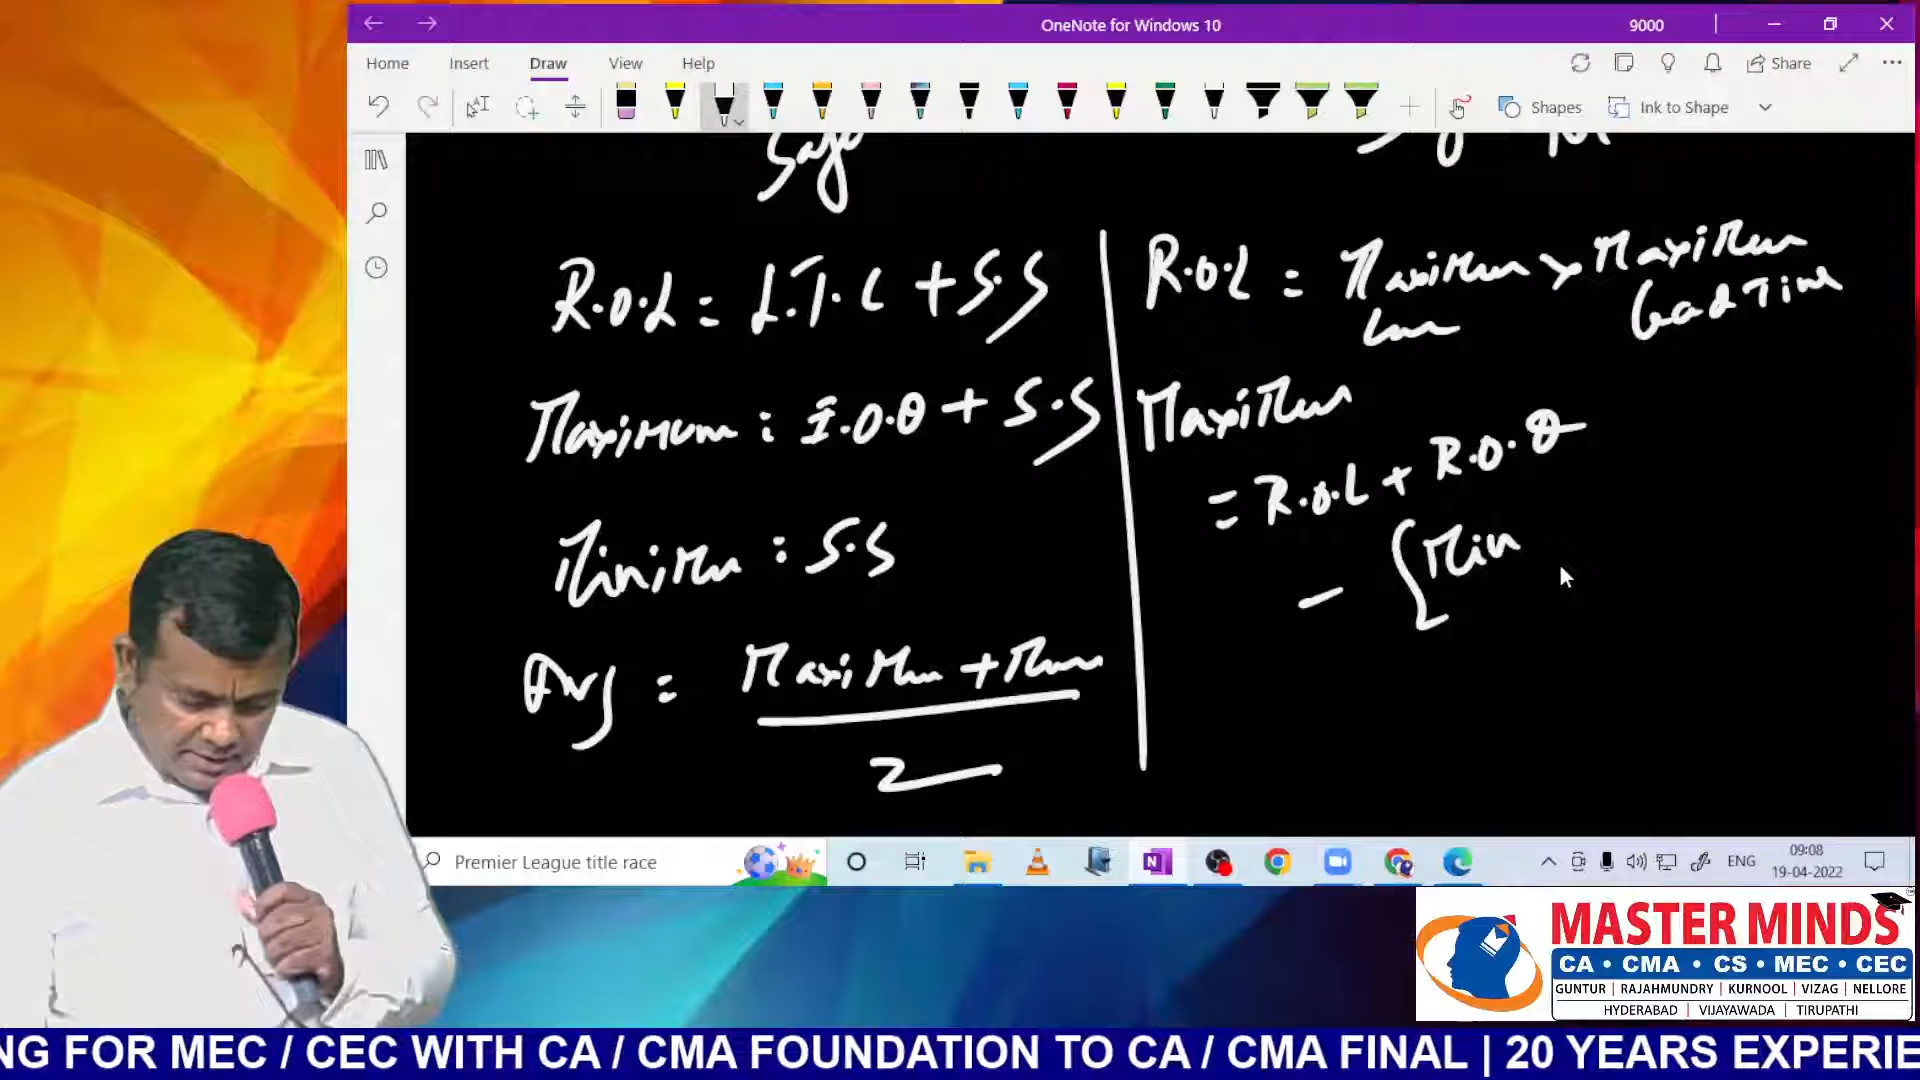 OneNote for Windows 10
9000
Home Insert Draw View Help
Share
Shapes Ink to Shape
Safe
R.O.L = L.T.C + S.S
Maximum : E.O.Q + S.S
Minimum : S.S
Avg = Maximum + Minimum
2
R.O.L = Maximum × Maximum
Lead Time
Maximum
= R.O.L + R.O.Q
- [Min
Premier League title race
ENG
09:08
19-04-2022
MASTER MINDS
CA • CMA • CS • MEC • CEC
GUNTUR | RAJAHMUNDRY | KURNOOL | VIZAG | NELLORE
HYDERABAD | VIJAYAWADA | TIRUPATHI
NG FOR MEC / CEC WITH CA / CMA FOUNDATION TO CA / CMA FINAL | 20 YEARS EXPERIE